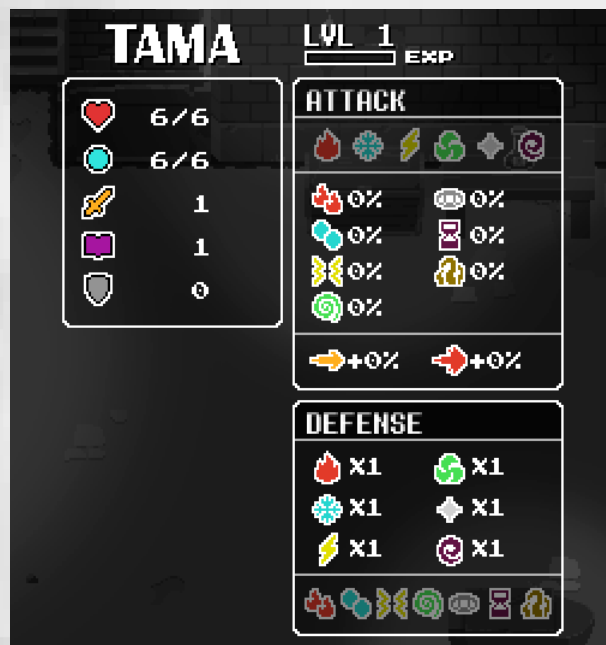 TAMA
LVL 1
EXP
6/6
6/6
1
1
0
ATTACK
0% 0%
0% 0%
0% 0%
0%
+0% +0%
DEFENSE
X1 X1
X1 X1
X1 X1